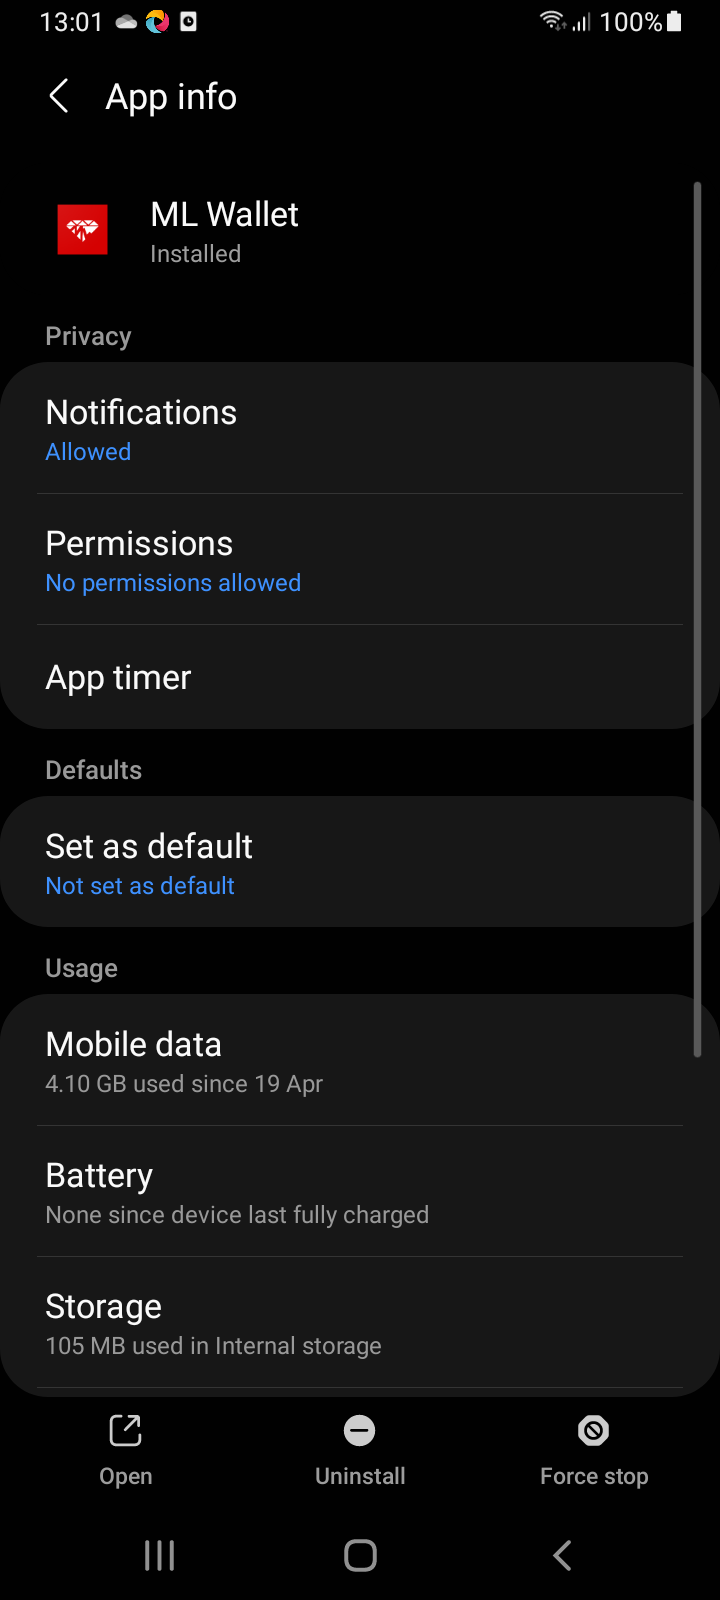 13:01
100%
App info
ML Wallet
Installed
Privacy
Notifications
Allowed
Permissions
No permissions allowed
App timer
Defaults
Set as default
Not set as default
Usage
Mobile data
4.10 GB used since 19 Apr
Battery
None since device last fully charged
Storage
105 MB used in Internal storage
Open
Uninstall
Force stop